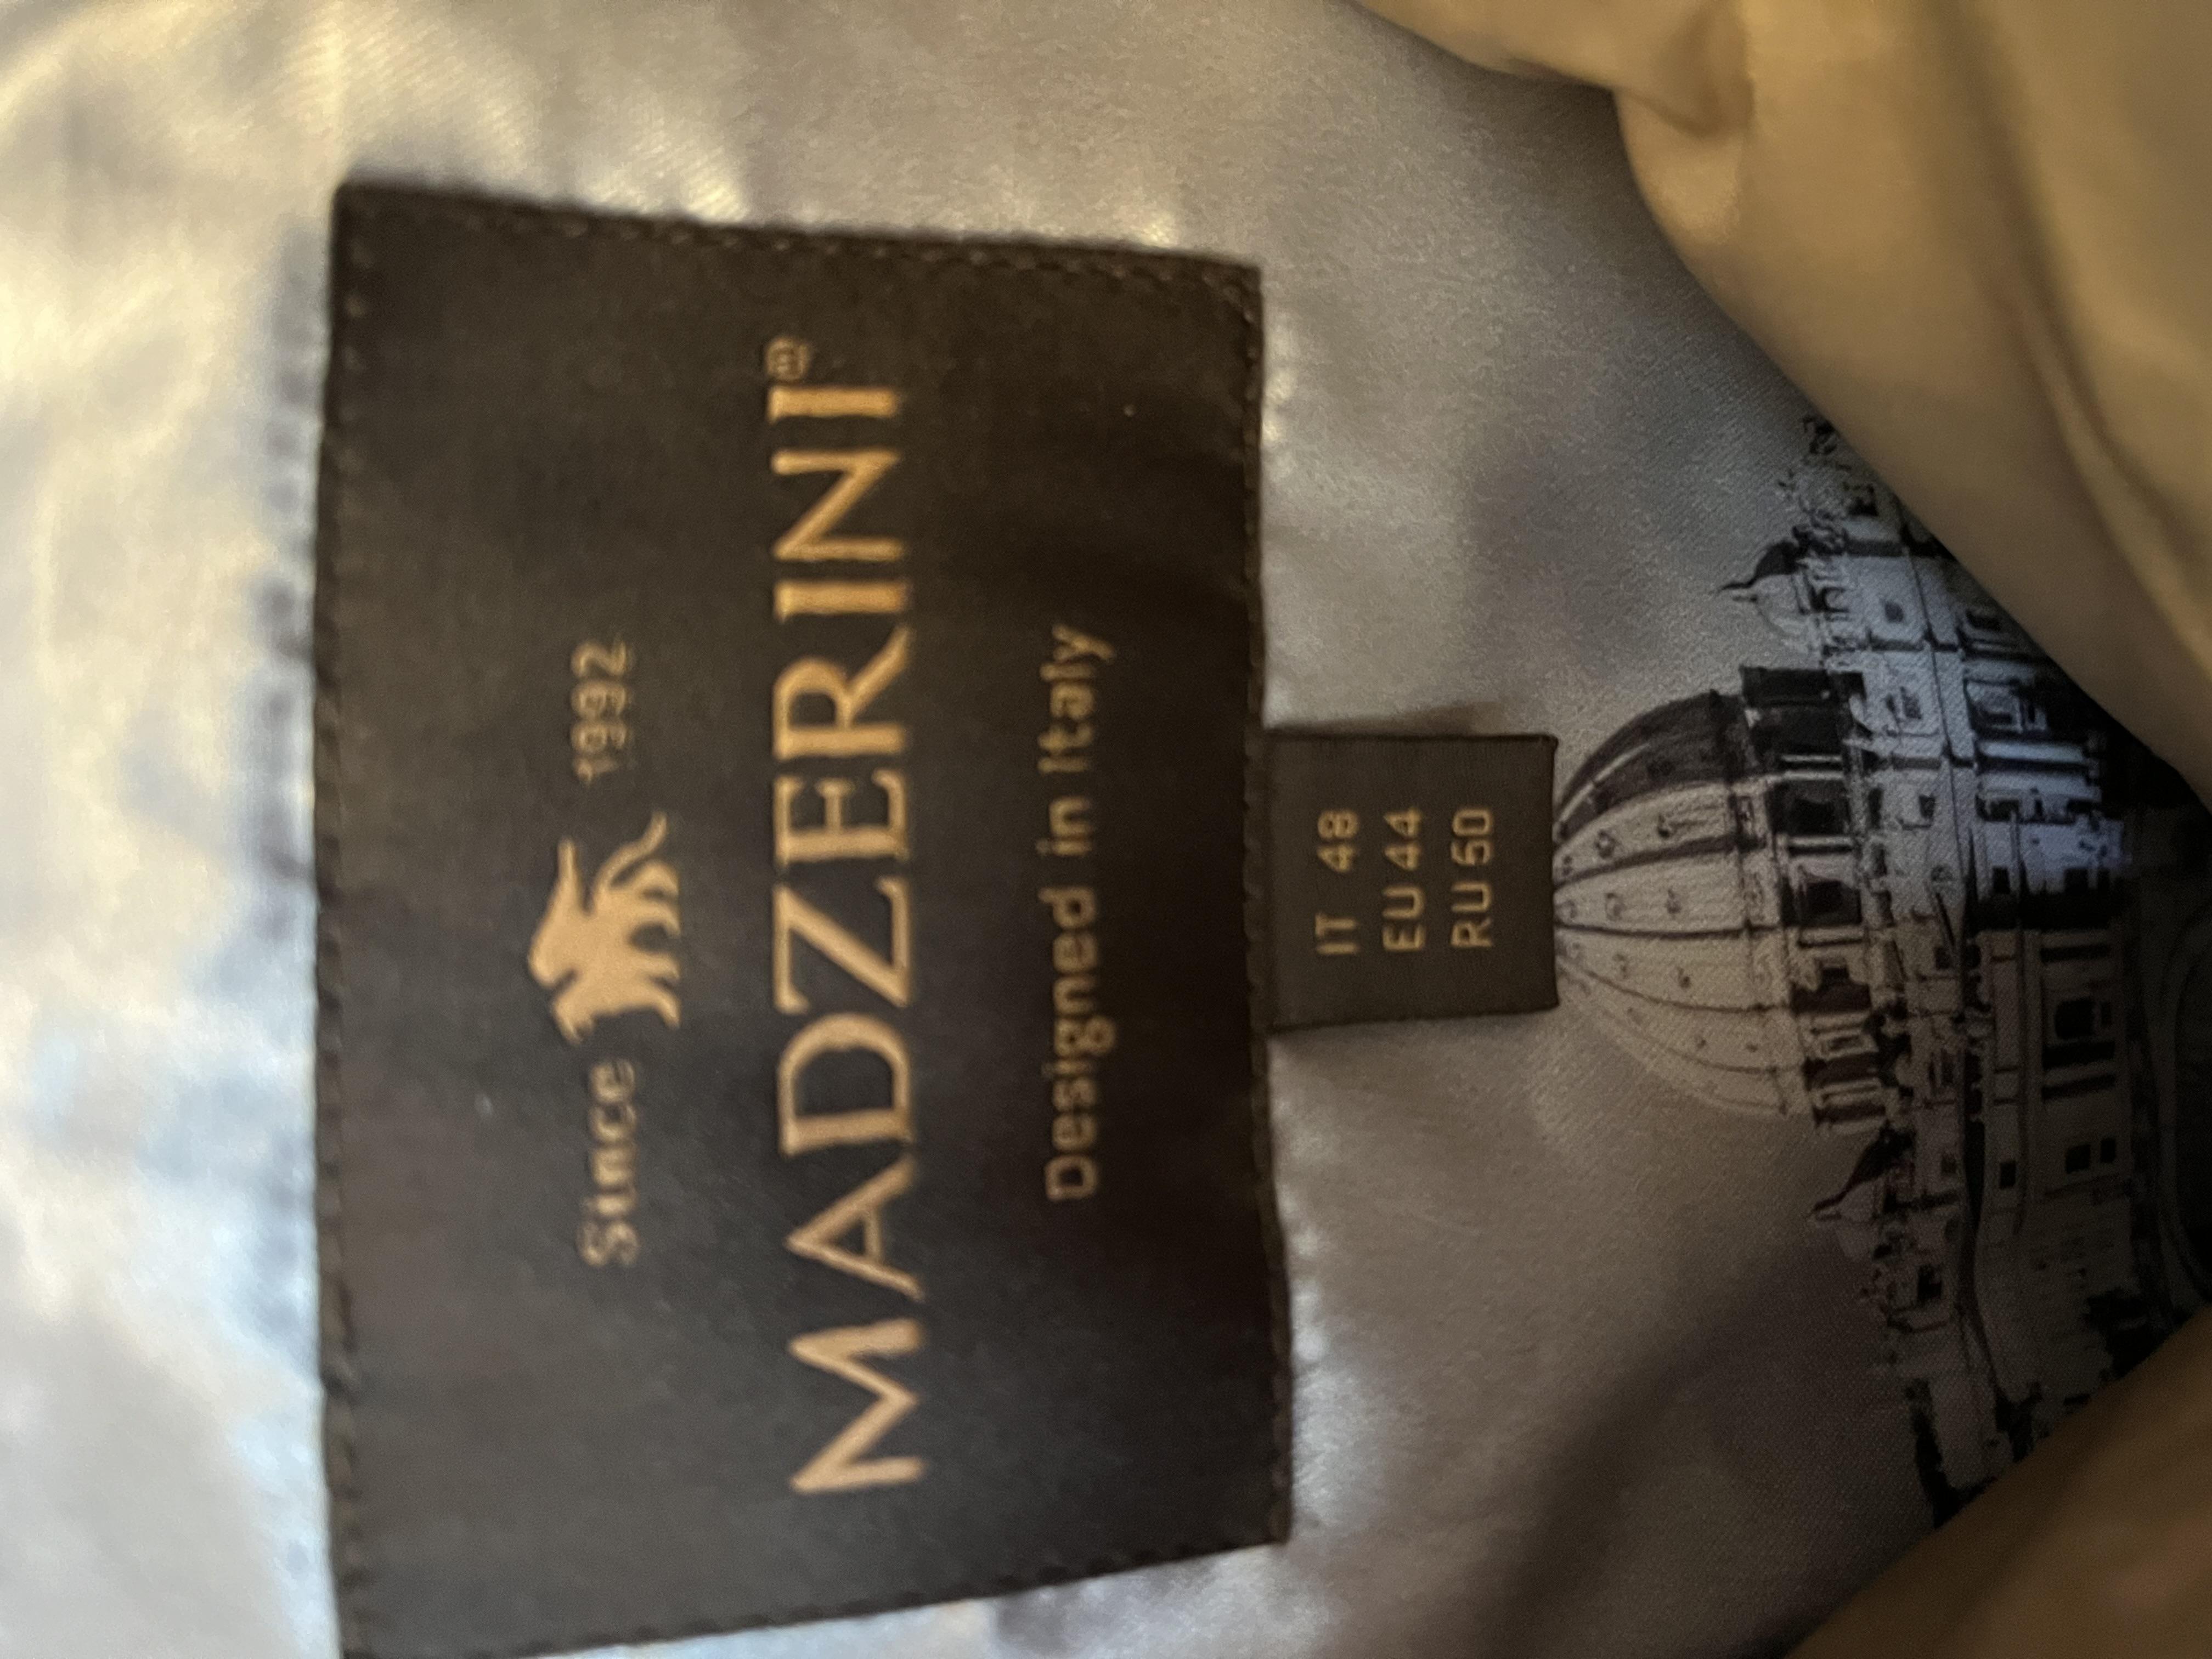 Since 1992
MADZERINI®
Designed in Italy
IT 48
EU 44
RU 50